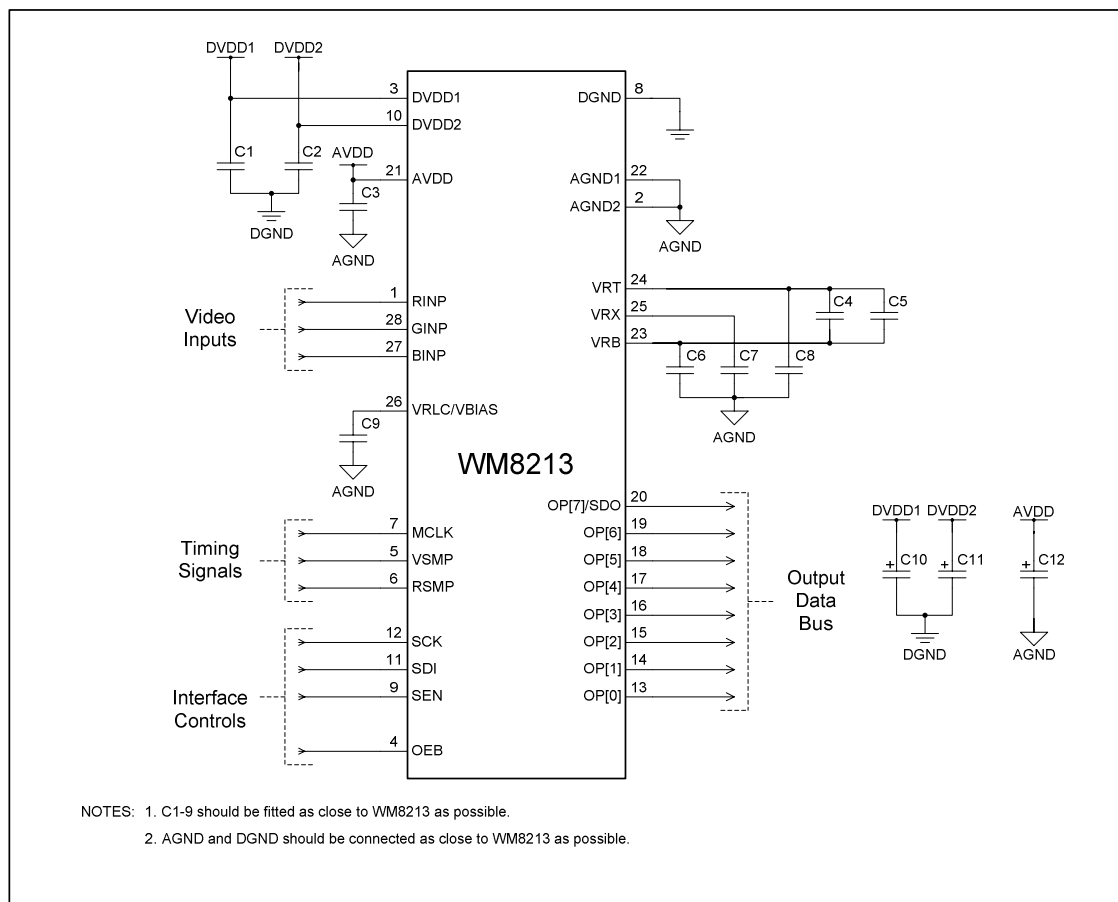 DVDD1 DVDD2
3 DVDD1
10 DVDD2
C1 C2
DGND
AVDD
21 AVDD
C3
AGND
DGND 8
AGND1 22
AGND2 2
AGND
Video
Inputs
1 RINP
28 GINP
27 BINP
VRT 24
VRX 25
VRB 23
C4 C5
C6 C7 C8
AGND
26 VRLC/VBIAS
C9
AGND
WM8213
Timing
Signals
7 MCLK
5 VSMP
6 RSMP
Interface
Controls
12 SCK
11 SDI
9 SEN
4 OEB
OP[7]/SDO 20
OP[6] 19
OP[5] 18
OP[4] 17
OP[3] 16
OP[2] 15
OP[1] 14
OP[0] 13
Output
Data
Bus
DVDD1 DVDD2
+ C10 + C11
DGND
AVDD
+ C12
AGND
NOTES: 1. C1-9 should be fitted as close to WM8213 as possible.
2. AGND and DGND should be connected as close to WM8213 as possible.